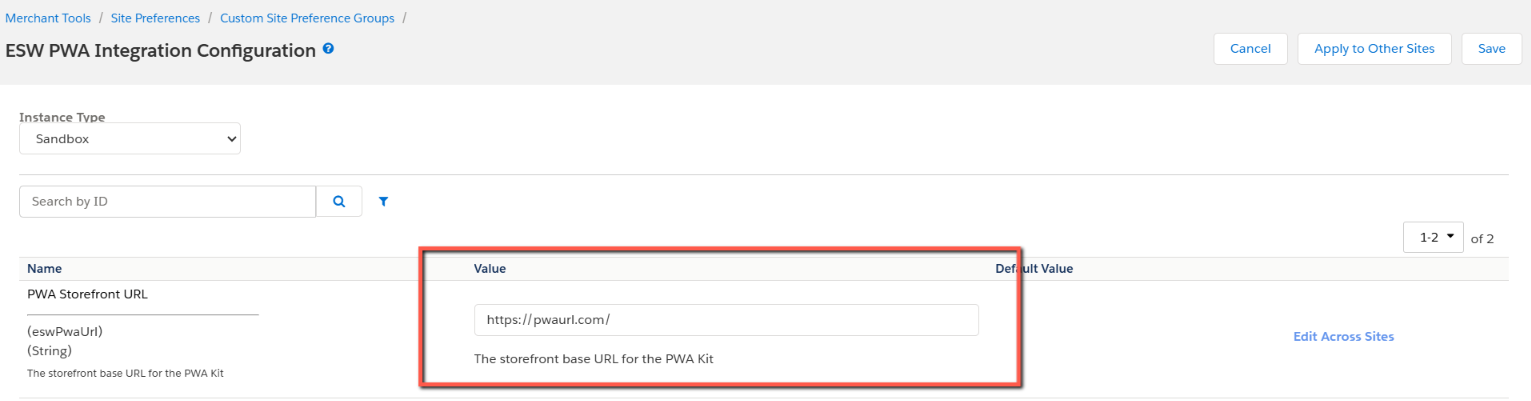 Merchant Tools / Site Preferences / Custom Site Preference Groups /
ESW PWA Integration Configuration ?
Cancel Apply to Other Sites Save
Instance Type
Sandbox
Search by ID
1-2 of 2
Name Value Default Value
PWA Storefront URL
https://pwaurl.com/
(eswPwaUrl)
Edit Across Sites
(String)
The storefront base URL for the PWA Kit
The storefront base URL for the PWA Kit